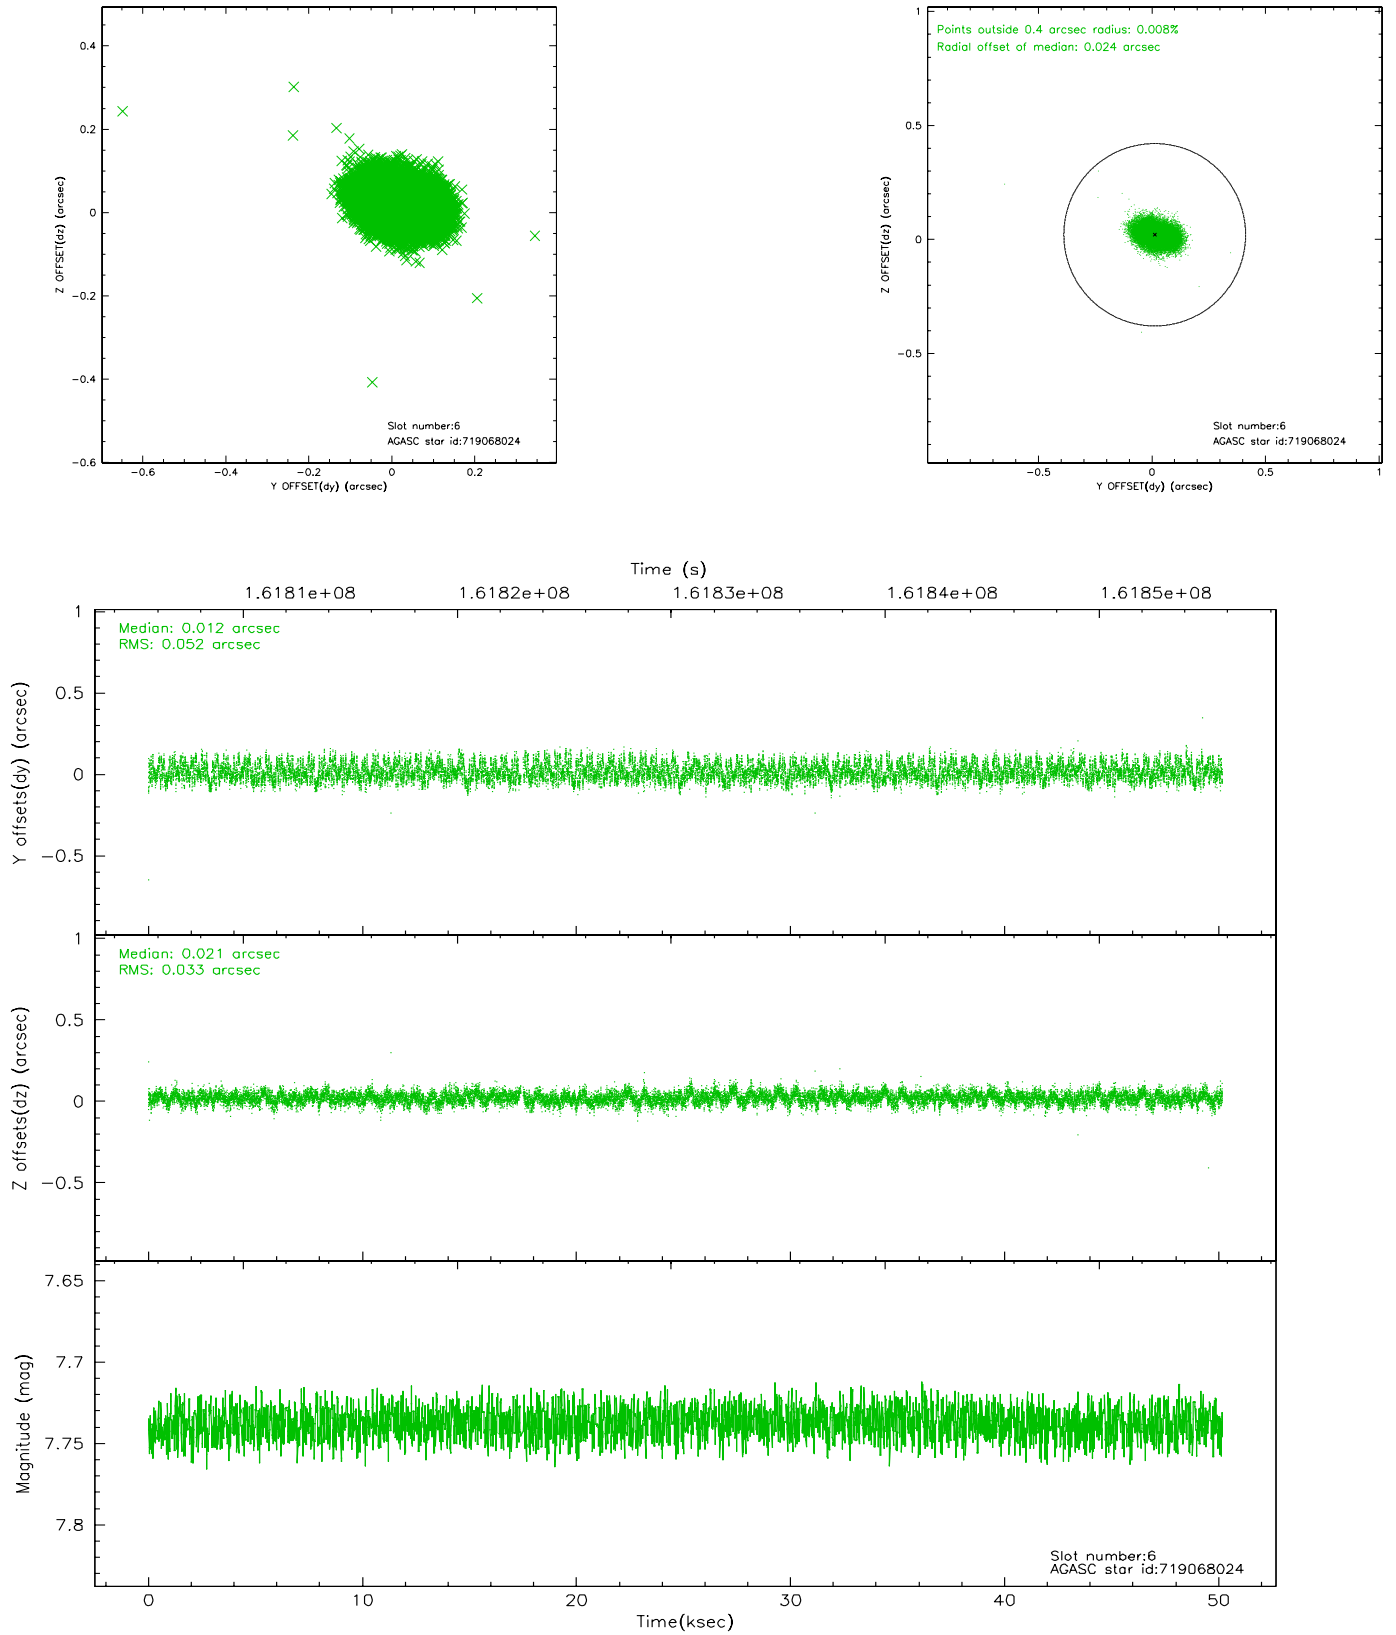 0.4
0.2
0
−0.2
−0.4
−0.6
Z OFFSET(dz) (arcsec)
−0.6
−0.4
−0.2
0
0.2
Y OFFSET(dy) (arcsec)
Slot number:6
AGASC star id:719068024
Points outside 0.4 arcsec radius: 0.008%
Radial offset of median: 0.024 arcsec
1
0.5
0
−0.5
Z OFFSET(dz) (arcsec)
−0.5
0
0.5
1
Y OFFSET(dy) (arcsec)
Slot number:6
AGASC star id:719068024
Time (s)
1.6181e+08
1.6182e+08
1.6183e+08
1.6184e+08
1.6185e+08
Median: 0.012 arcsec
RMS: 0.052 arcsec
1
0.5
0
−0.5
Y offsets(dy) (arcsec)
Median: 0.021 arcsec
RMS: 0.033 arcsec
1
0.5
0
−0.5
Z offsets(dz) (arcsec)
7.65
7.7
7.75
7.8
Magnitude (mag)
Slot number:6
AGASC star id:719068024
0
10
20
30
40
50
Time(ksec)